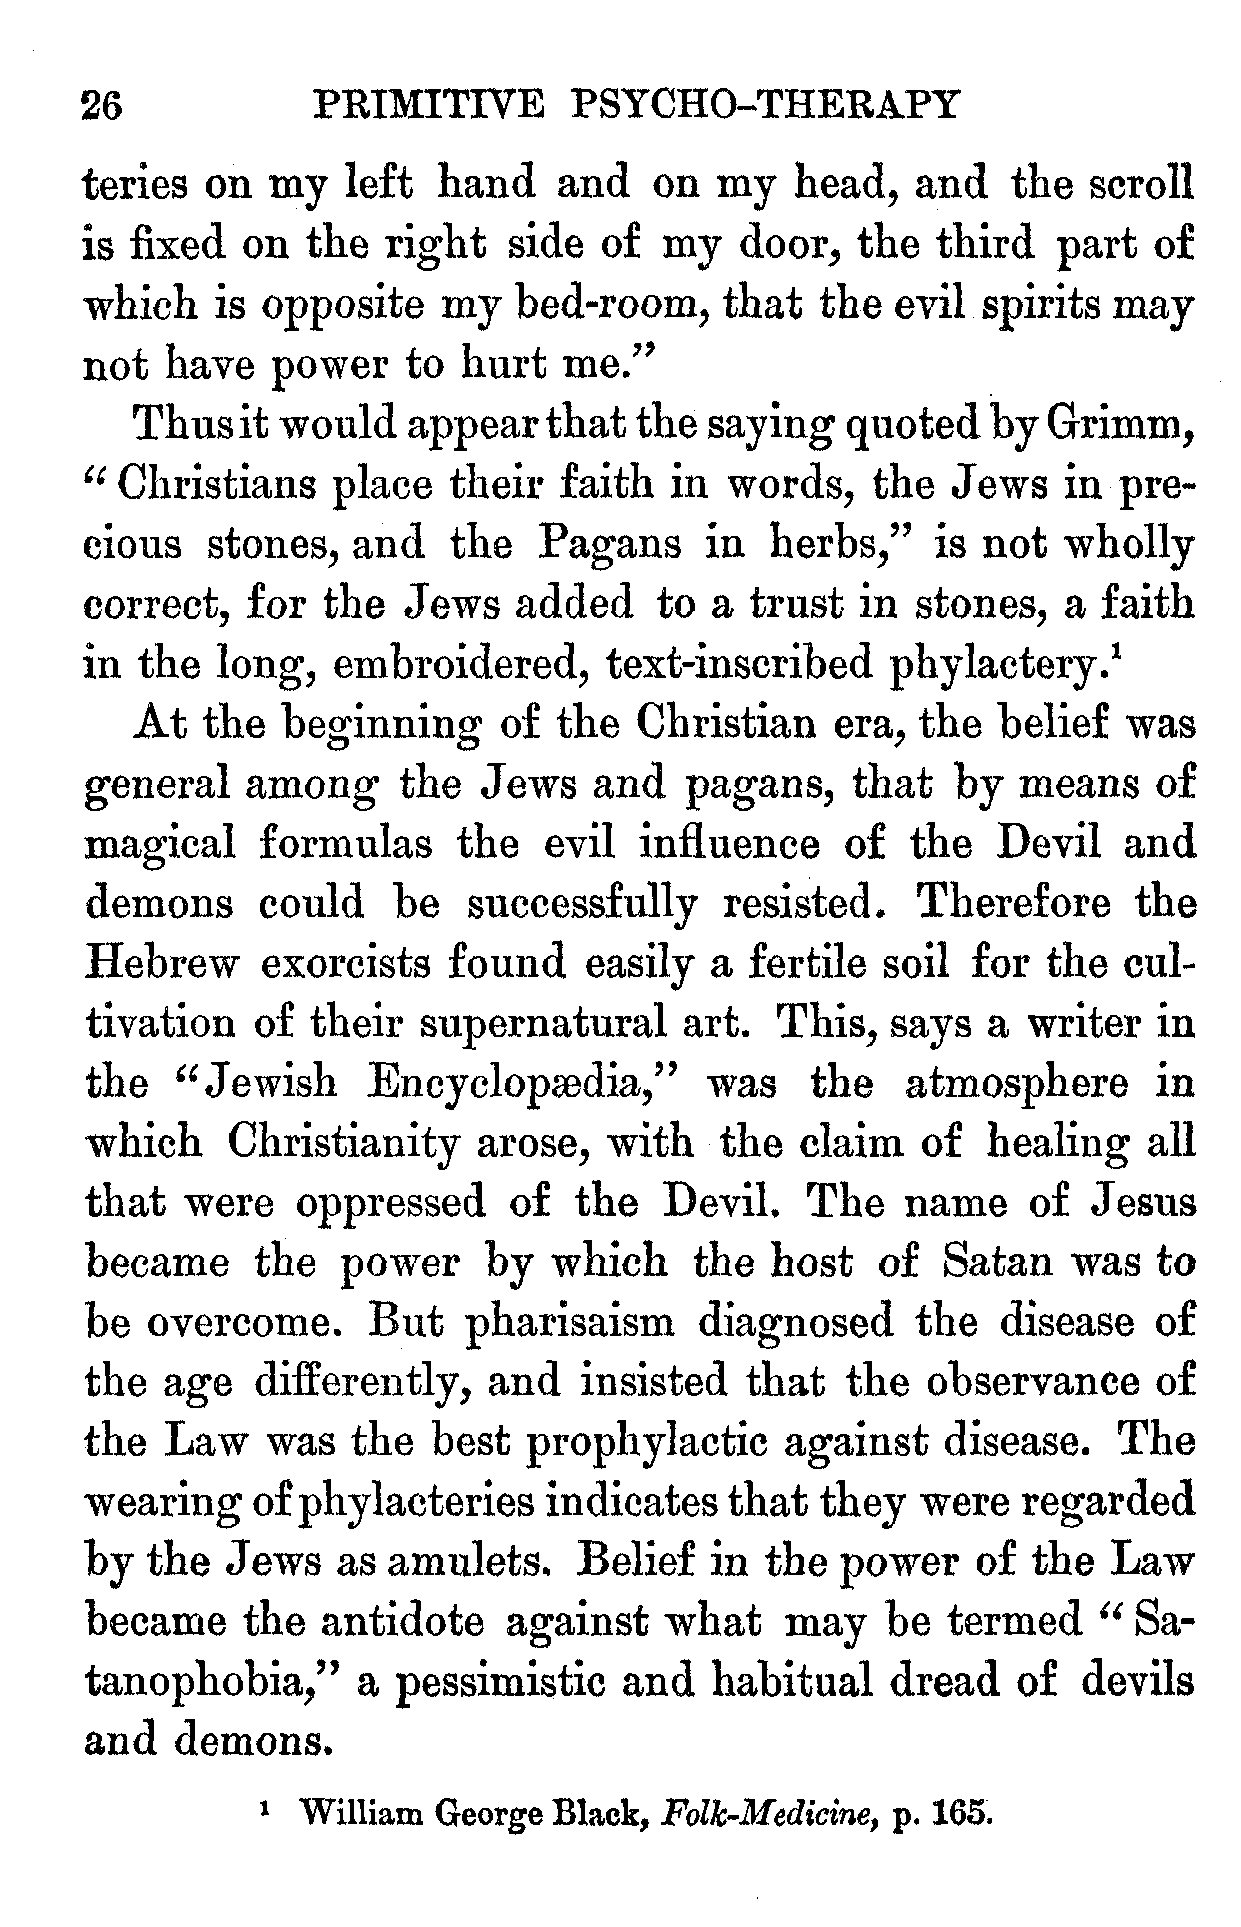 26 PRIMITIVE PSYCHO-THERAPY
teries on my left hand and on my head, and the scroll
is fixed on the right side of my door, the third part of
which is opposite my bed-room, that the evil spirits may
not have power to hurt me.”
Thus it would appear that the saying quoted by Grimm,
“Christians place their faith in words, the Jews in pre-
cious stones, and the Pagans in herbs,” is not wholly
correct, for the Jews added to a trust in stones, a faith
in the long, embroidered, text-inscribed phylactery.¹
At the beginning of the Christian era, the belief was
general among the Jews and pagans, that by means of
magical formulas the evil influence of the Devil and
demons could be successfully resisted. Therefore the
Hebrew exorcists found easily a fertile soil for the cul-
tivation of their supernatural art. This, says a writer in
the “Jewish Encyclopædia,” was the atmosphere in
which Christianity arose, with the claim of healing all
that were oppressed of the Devil. The name of Jesus
became the power by which the host of Satan was to
be overcome. But pharisaism diagnosed the disease of
the age differently, and insisted that the observance of
the Law was the best prophylactic against disease. The
wearing of phylacteries indicates that they were regarded
by the Jews as amulets. Belief in the power of the Law
became the antidote against what may be termed “Sa-
tanophobia,” a pessimistic and habitual dread of devils
and demons.
¹ William George Black, Folk-Medicine, p. 165.